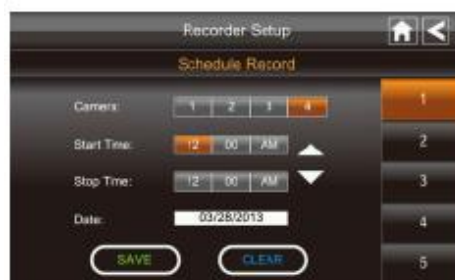 Recorder Setup
Schedule Record
Camera: 1 2 3 4
Start Time: 12 00 AM
Stop Time: 12 00 AM
Date: 03/28/2013
SAVE CLEAR
1
2
3
4
5